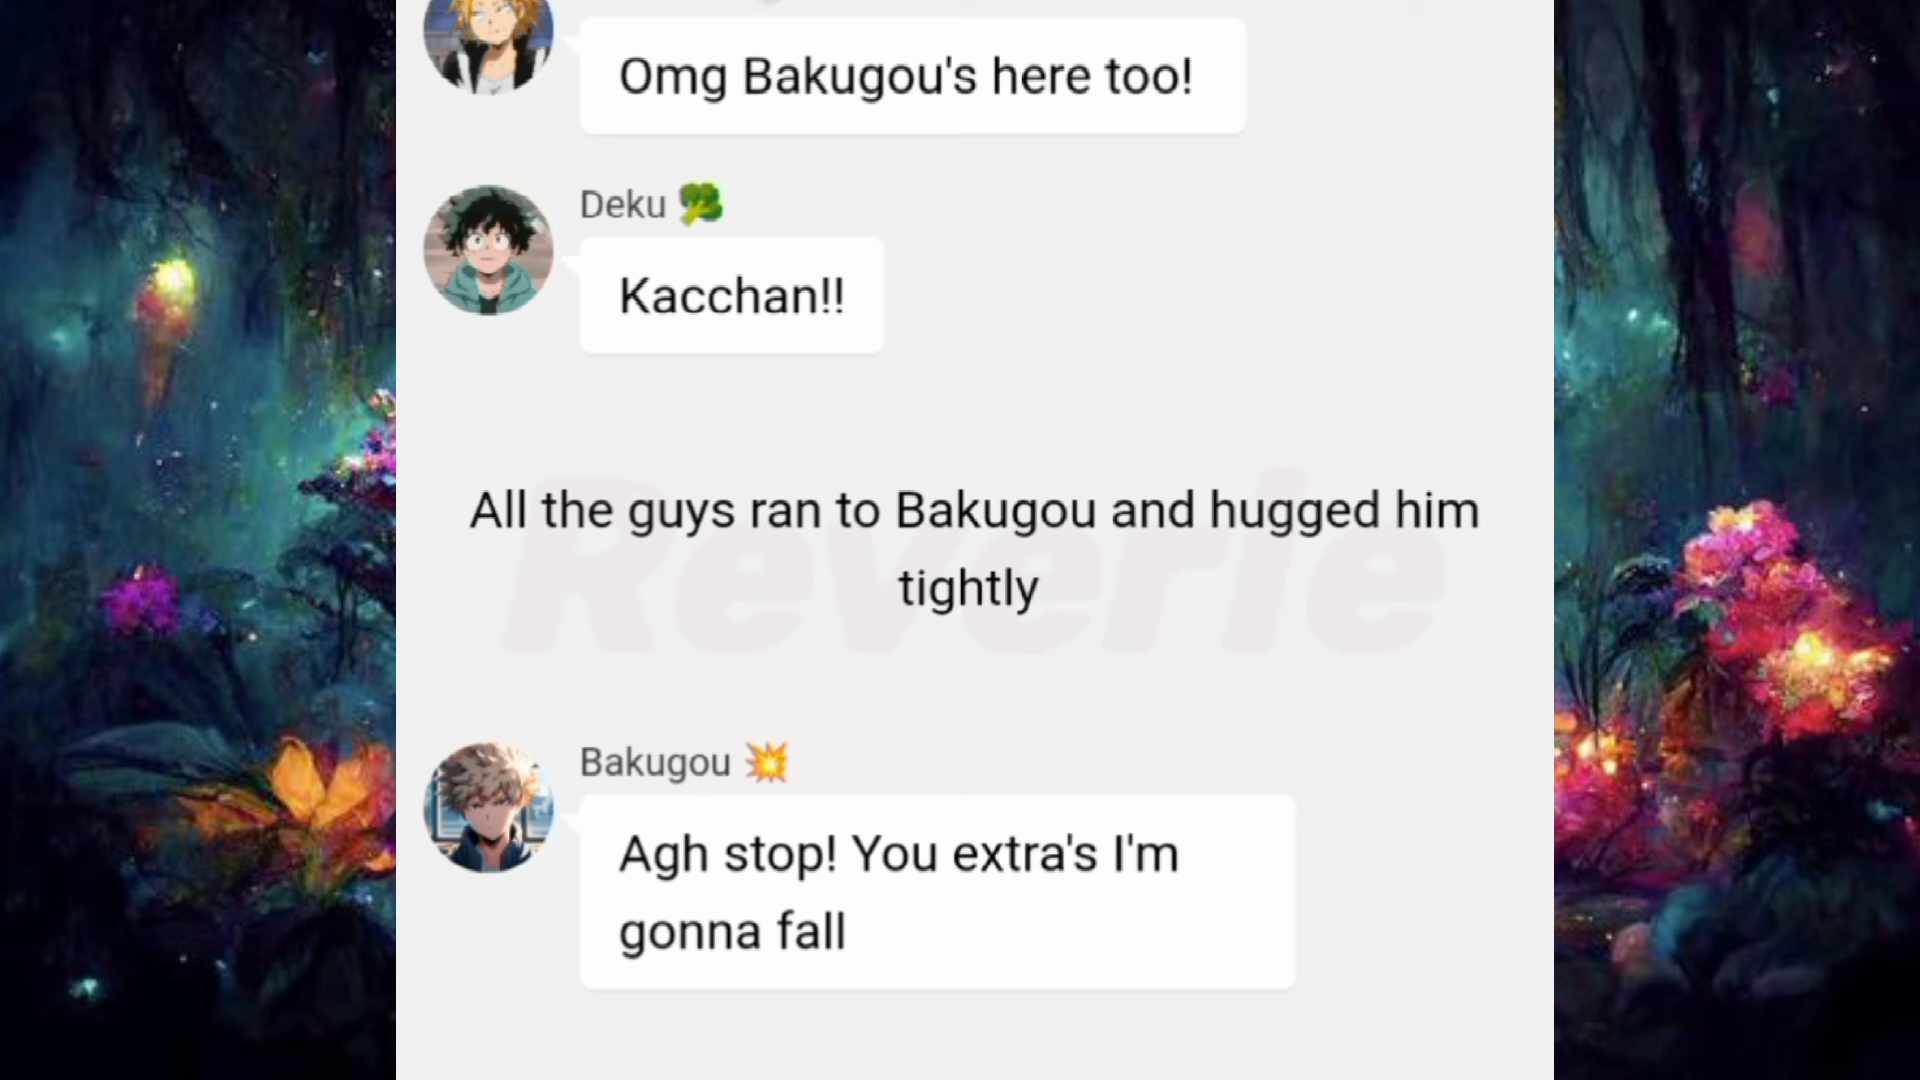 Omg Bakugou's here too!
Deku 🥦
Kacchan!!
All the guys ran to Bakugou and hugged him
tightly
Reverie
Bakugou 💥
Agh stop! You extra's I'm
gonna fall